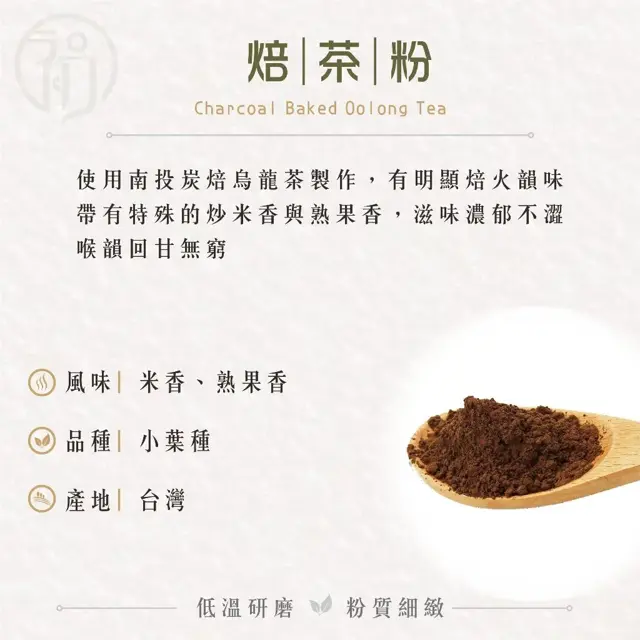 焙|茶|粉
Charcoal Baked Oolong Tea
使用南投炭焙烏龍茶製作，有明顯焙火韻味
帶有特殊的炒米香與熟果香，滋味濃郁不澀
喉韻回甘無窮
風味| 米香、熟果香
品種| 小葉種
產地| 台灣
低溫研磨 粉質細緻